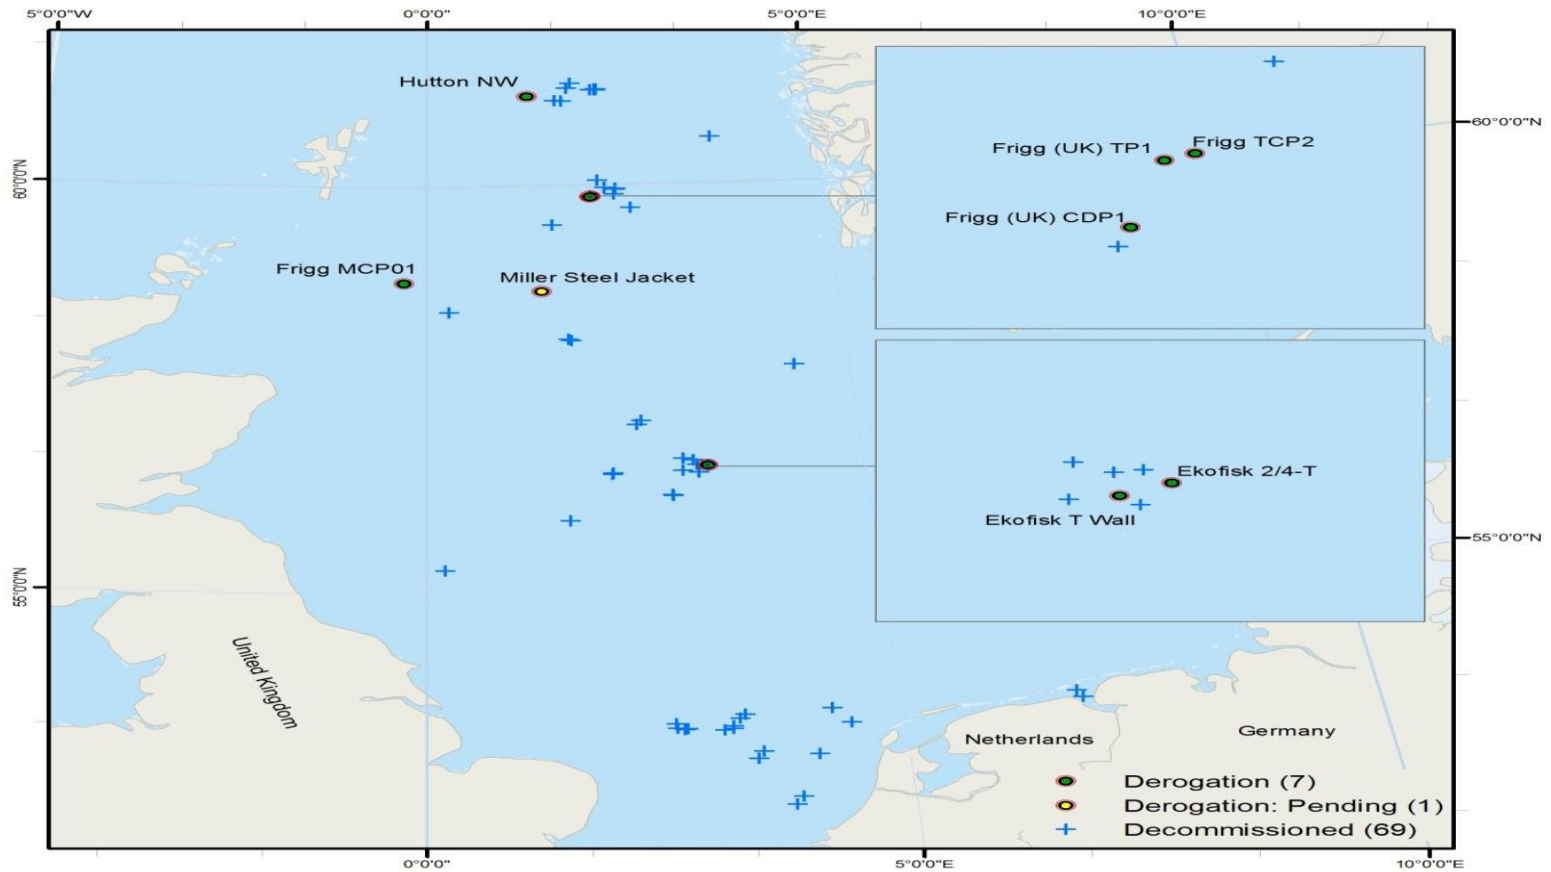 5°0'0"W
0°0'0"
5°0'0"E
10°0'0"E
Hutton NW
60°0'0"N
Frigg (UK) TP1
Frigg TCP2
60°0'0"N
Frigg (UK) CDP1
Frigg MCP01
Miller Steel Jacket
Ekofisk 2/4-T
Ekofisk T Wall
55°0'0"N
55°0'0"N
United Kingdom
Netherlands
Germany
Derogation (7)
Derogation: Pending (1)
Decommissioned (69)
0°0'0"
5°0'0"E
10°0'0"E